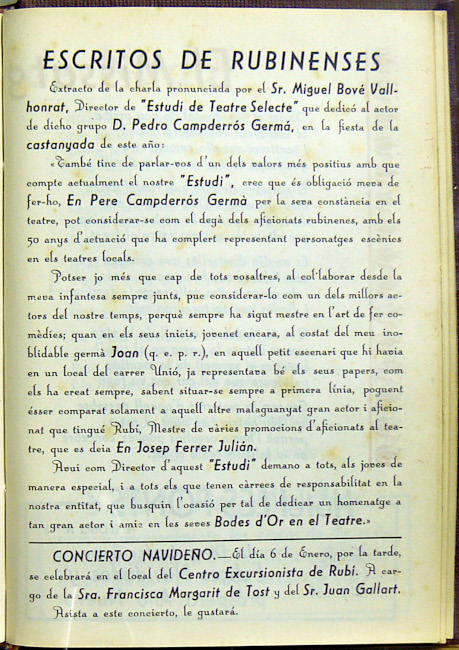 ESCRITOS DE RUBINENSES
Extracto de la charla pronunciada por el Sr. Miguel Bové Vall-
honrat, Director de "Estudi de Teatre Selecte" que dedicó al actor
de dicho grupo D. Pedro Campderrós Germá, en la fiesta de la
castanyada de este año:
«També tinc de parlar-vos d'un dels valors més positius amb que
compte actualment el nostre "Estudi", crec que és obligació meva de
fer-ho, En Pere Campderrós Germà per la seva constància en el
teatre, pot considerar-se com el degà dels aficionats rubinencs, amb els
50 anys d'actuació que ha complert representant personatges escènics
en els teatres locals.
Potser jo més que cap de tots vosaltres, al col·laborar desde la
meva infantesa sempre junts, puc considerar-lo com un dels millors ac-
tors del nostre temps, perquè sempre ha sigut mestre en l'art de fer co-
mèdies; quan en els seus inicis, jovenet encara, al costat del meu ino-
blidable germà Joan (q. e. p. r.), en aquell petit escenari que hi havia
en un local del carrer Unió, ja representava bé els seus papers, com
els ha creat sempre, sabent situar-se sempre a primera línia, poguent
ésser comparat solament a aquell altre malaguanyat gran actor i aficio-
nat que tingué Rubí, Mestre de vàries promocions d'aficionats al tea-
tre, que es deia En Josep Ferrer Julián.
Avui com Director d'aquest "Estudi" demano a tots, als joves de
manera especial, i a tots els que tenen càrrecs de responsabilitat en la
nostra entitat, que busquin l'ocasió per tal de dedicar un homenatge a
tan gran actor i amic en les seves Bodes d'Or en el Teatre.»
CONCIERTO NAVIDEÑO.—El día 6 de Enero, por la tarde,
se celebrará en el local del Centro Excursionista de Rubí. A car-
go de la Sra. Francisca Margarit de Tost y del Sr. Juan Gallart.
Asista a este concierto, le gustará.